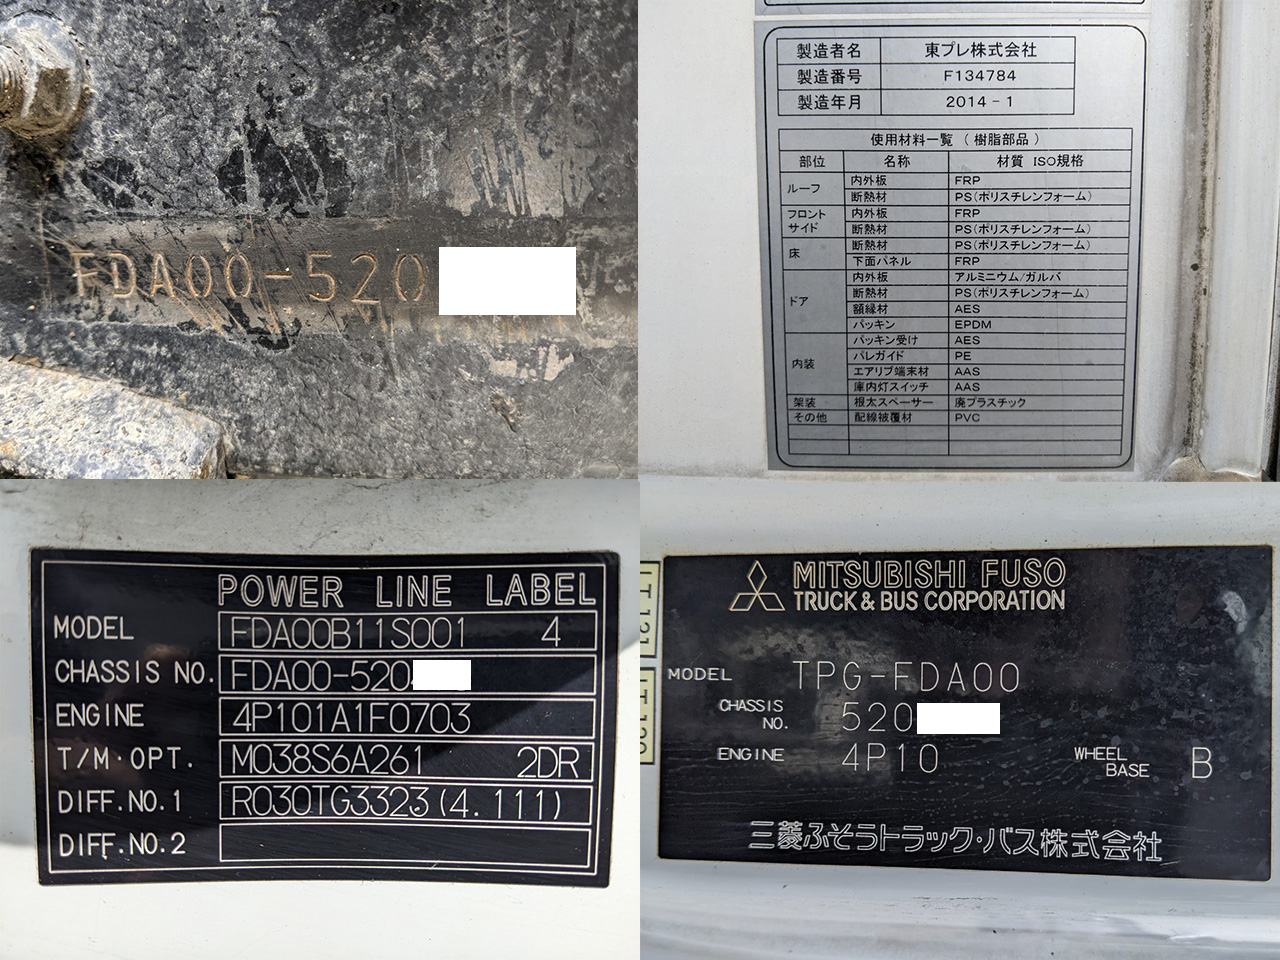 FDA00-520
製造者名 東プレ株式会社
製造番号 F134784
製造年月 2014-1
使用材料一覧 ( 樹脂部品 )
部位 名称 材質 ISO規格
ルーフ 内外板 FRP
断熱材 PS(ポリスチレンフォーム)
フロント サイド 内外板 FRP
断熱材 PS(ポリスチレンフォーム)
床 断熱材 PS(ポリスチレンフォーム)
下面パネル FRP
ドア 内外板 アルミニウム/ガルバ
断熱材 PS(ポリスチレンフォーム)
額縁材 AES
パッキン EPDM
内装 パッキン受け AES
パレガイド PE
エアリブ端末材 AAS
庫内灯スイッチ AAS
架装 根太スペーサー 廃プラスチック
その他 配線被覆材 PVC
POWER LINE LABEL
MODEL FDA00B11S001 4
CHASSIS NO. FDA00-520
ENGINE 4P101A1F0703
T/M·OPT. M038S6A261 2DR
DIFF.NO.1 R030TG3323(4.111)
DIFF.NO.2
MITSUBISHI FUSO
TRUCK & BUS CORPORATION
MODEL TPG-FDA00
CHASSIS NO. 520
ENGINE 4P10 WHEEL BASE B
三菱ふそうトラック・バス株式会社